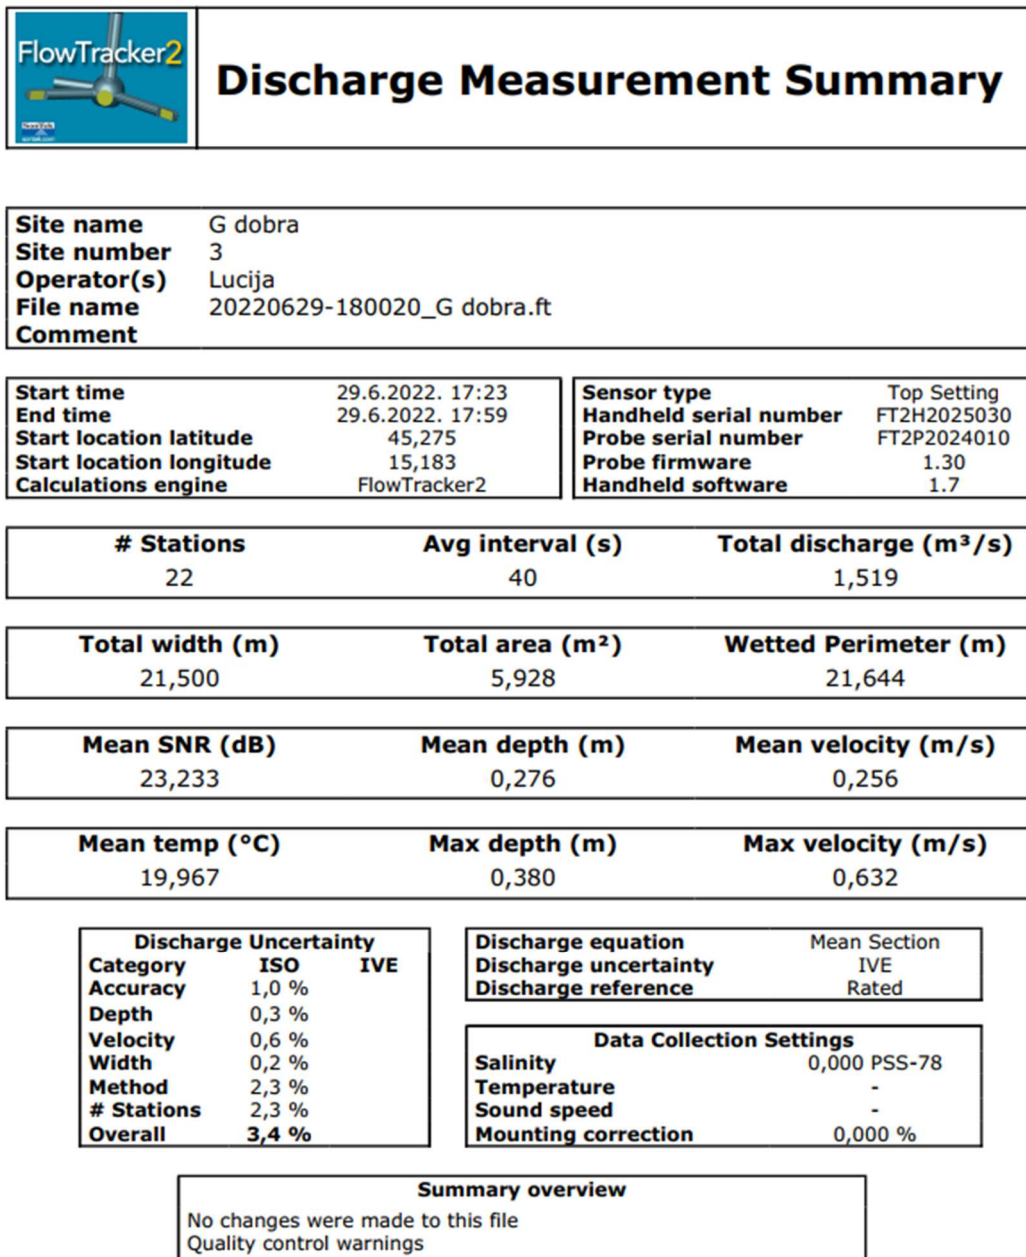 FlowTracker2
Discharge Measurement Summary
Site name G dobra
Site number 3
Operator(s) Lucija
File name 20220629-180020_G dobra.ft
Comment
Start time 29.6.2022. 17:23
End time 29.6.2022. 17:59
Start location latitude 45,275
Start location longitude 15,183
Calculations engine FlowTracker2
Sensor type Top Setting
Handheld serial number FT2H2025030
Probe serial number FT2P2024010
Probe firmware 1.30
Handheld software 1.7
# Stations Avg interval (s) Total discharge (m³/s)
22 40 1,519
Total width (m) Total area (m²) Wetted Perimeter (m)
21,500 5,928 21,644
Mean SNR (dB) Mean depth (m) Mean velocity (m/s)
23,233 0,276 0,256
Mean temp (°C) Max depth (m) Max velocity (m/s)
19,967 0,380 0,632
Discharge Uncertainty
Category ISO IVE
Accuracy 1,0 %
Depth 0,3 %
Velocity 0,6 %
Width 0,2 %
Method 2,3 %
# Stations 2,3 %
Overall 3,4 %
Discharge equation Mean Section
Discharge uncertainty IVE
Discharge reference Rated
Data Collection Settings
Salinity 0,000 PSS-78
Temperature -
Sound speed -
Mounting correction 0,000 %
Summary overview
No changes were made to this file
Quality control warnings